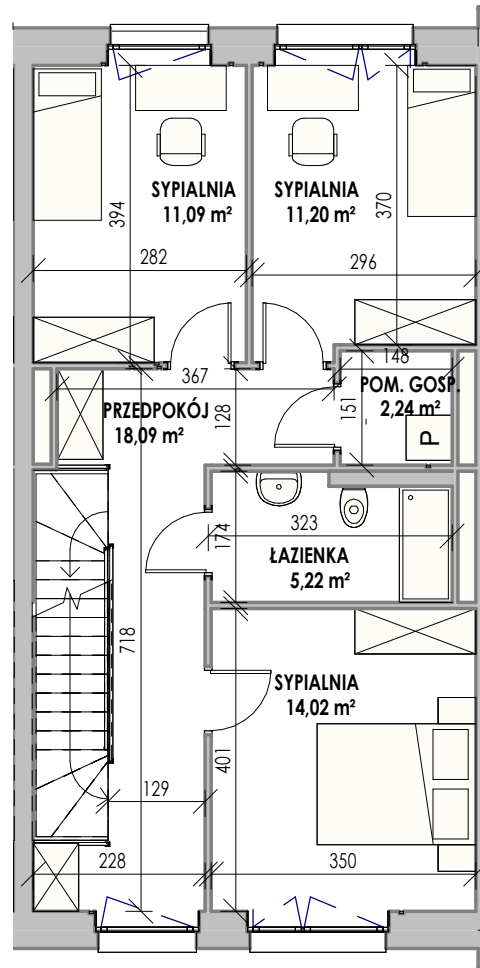 SYPIALNIA
11,09 m²
SYPIALNIA
11,20 m²
394
370
282
296
367
148
PRZEDPOKÓJ
18,09 m²
128
151
POM. GOSP.
2,24 m²
P
174
323
ŁAZIENKA
5,22 m²
718
SYPIALNIA
14,02 m²
401
129
228
350